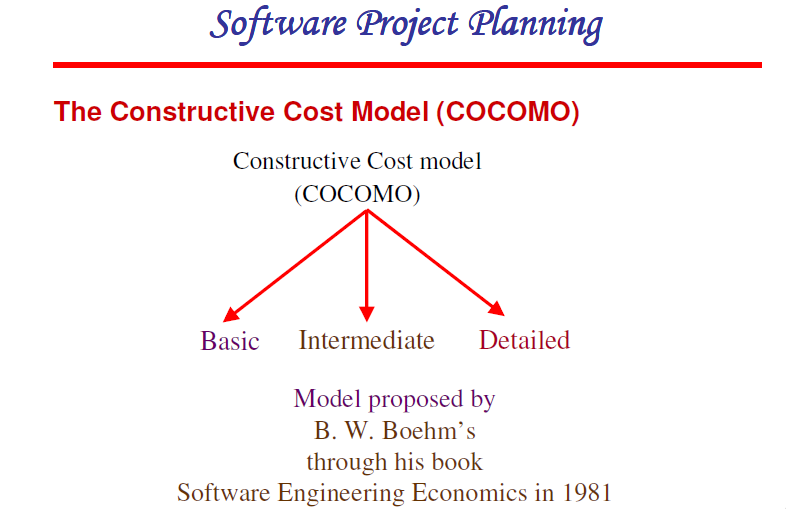 Software Project Planning
The Constructive Cost Model (COCOMO)
Constructive Cost model
(COCOMO)
Basic Intermediate Detailed
Model proposed by
B. W. Boehm’s
through his book
Software Engineering Economics in 1981